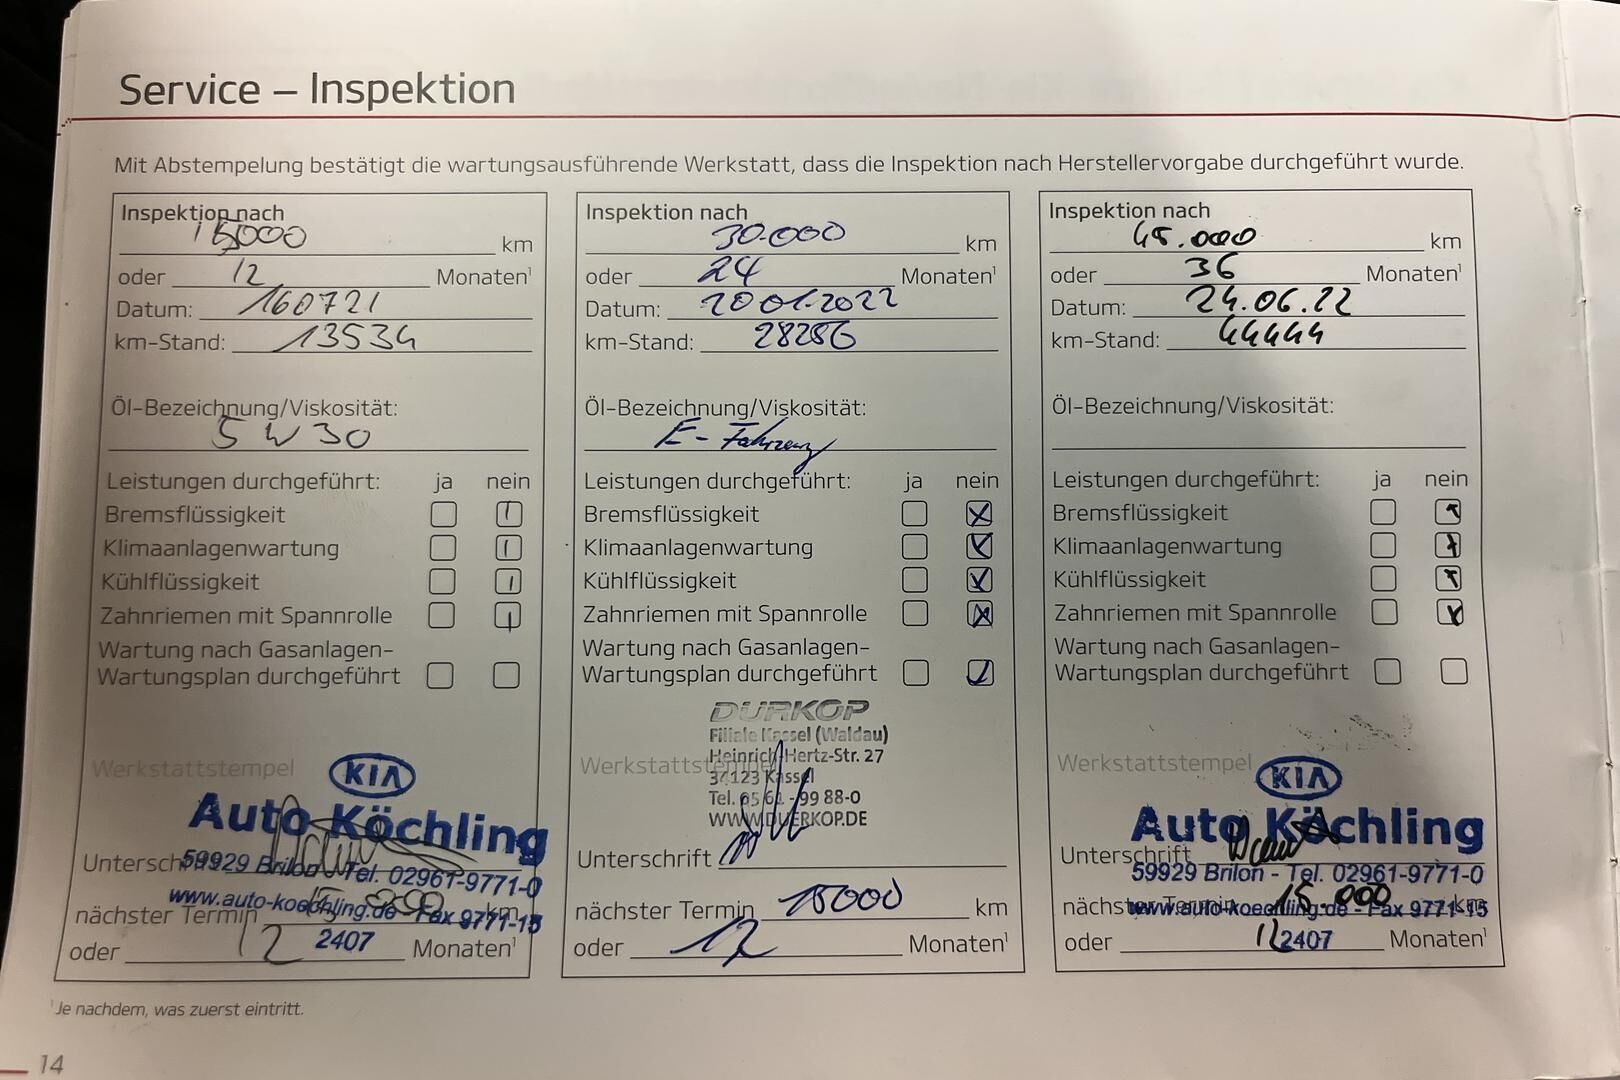 Service – Inspektion
Mit Abstempelung bestätigt die wartungsausführende Werkstatt, dass die Inspektion nach Herstellervorgabe durchgeführt wurde.
Inspektion nach
15000 km
oder 12 Monaten¹
Datum: 160721
km-Stand: 13534
Öl-Bezeichnung/Viskosität:
5W30
Leistungen durchgeführt: ja nein
Bremsflüssigkeit
Klimaanlagenwartung
Kühlflüssigkeit
Zahnriemen mit Spannrolle
Wartung nach Gasanlagen-
Wartungsplan durchgeführt
Werkstattstempel
KIA
Auto Köchling
59929 Brilon - Tel. 02961-9771-0
www.auto-koechling.de - Fax 9771-15
2407
Unterschrift
nächster Termin 15.000 km
oder 12 Monaten¹
Inspektion nach
30.000 km
oder 24 Monaten¹
Datum: 20.01.2022
km-Stand: 28286
Öl-Bezeichnung/Viskosität:
E-Fahrzeug
Leistungen durchgeführt: ja nein
Bremsflüssigkeit
Klimaanlagenwartung
Kühlflüssigkeit
Zahnriemen mit Spannrolle
Wartung nach Gasanlagen-
Wartungsplan durchgeführt
Werkstattstempel
DÜRKOP
Filiale Kassel (Waldau)
Heinrich-Hertz-Str. 27
34123 Kassel
Tel. 05 61 - 99 88-0
WWW.DUERKOP.DE
Unterschrift
nächster Termin 15000 km
oder 12 Monaten¹
Inspektion nach
45.000 km
oder 36 Monaten¹
Datum: 24.06.22
km-Stand: 44444
Öl-Bezeichnung/Viskosität:
Leistungen durchgeführt: ja nein
Bremsflüssigkeit
Klimaanlagenwartung
Kühlflüssigkeit
Zahnriemen mit Spannrolle
Wartung nach Gasanlagen-
Wartungsplan durchgeführt
Werkstattstempel
KIA
Auto Köchling
59929 Brilon - Tel. 02961-9771-0
www.auto-koechling.de - Fax 9771-15
2407
Unterschrift
nächster Termin 15.000 km
oder 12 Monaten¹
¹Je nachdem, was zuerst eintritt.
14